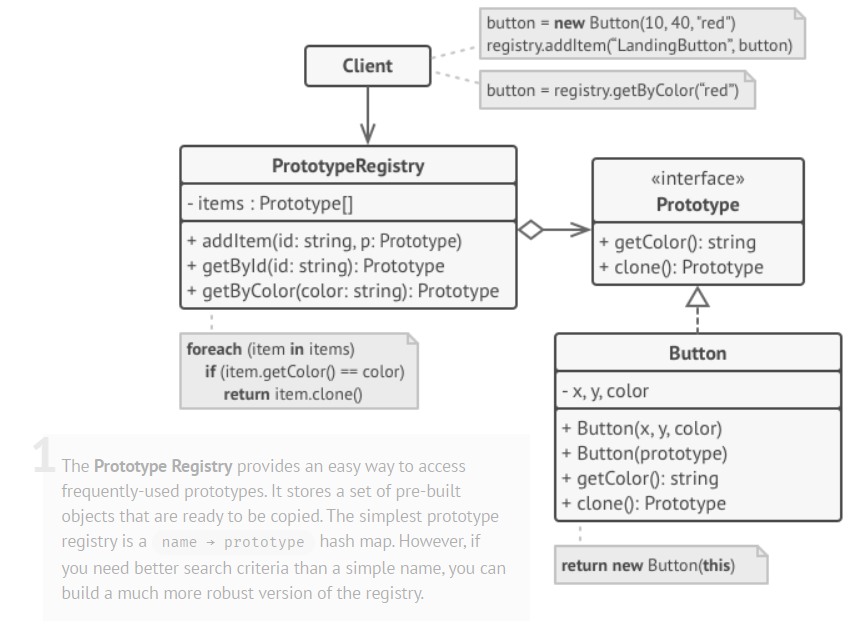 button = new Button(10, 40, "red")
registry.addItem(“LandingButton”, button)
Client
button = registry.getByColor(“red”)
PrototypeRegistry
- items : Prototype[]
+ addItem(id: string, p: Prototype)
+ getById(id: string): Prototype
+ getByColor(color: string): Prototype
«interface»
Prototype
+ getColor(): string
+ clone(): Prototype
foreach (item in items)
if (item.getColor() == color)
return item.clone()
Button
- x, y, color
+ Button(x, y, color)
+ Button(prototype)
+ getColor(): string
+ clone(): Prototype
return new Button(this)
1
The Prototype Registry provides an easy way to access
frequently-used prototypes. It stores a set of pre-built
objects that are ready to be copied. The simplest prototype
registry is a name → prototype hash map. However, if
you need better search criteria than a simple name, you can
build a much more robust version of the registry.